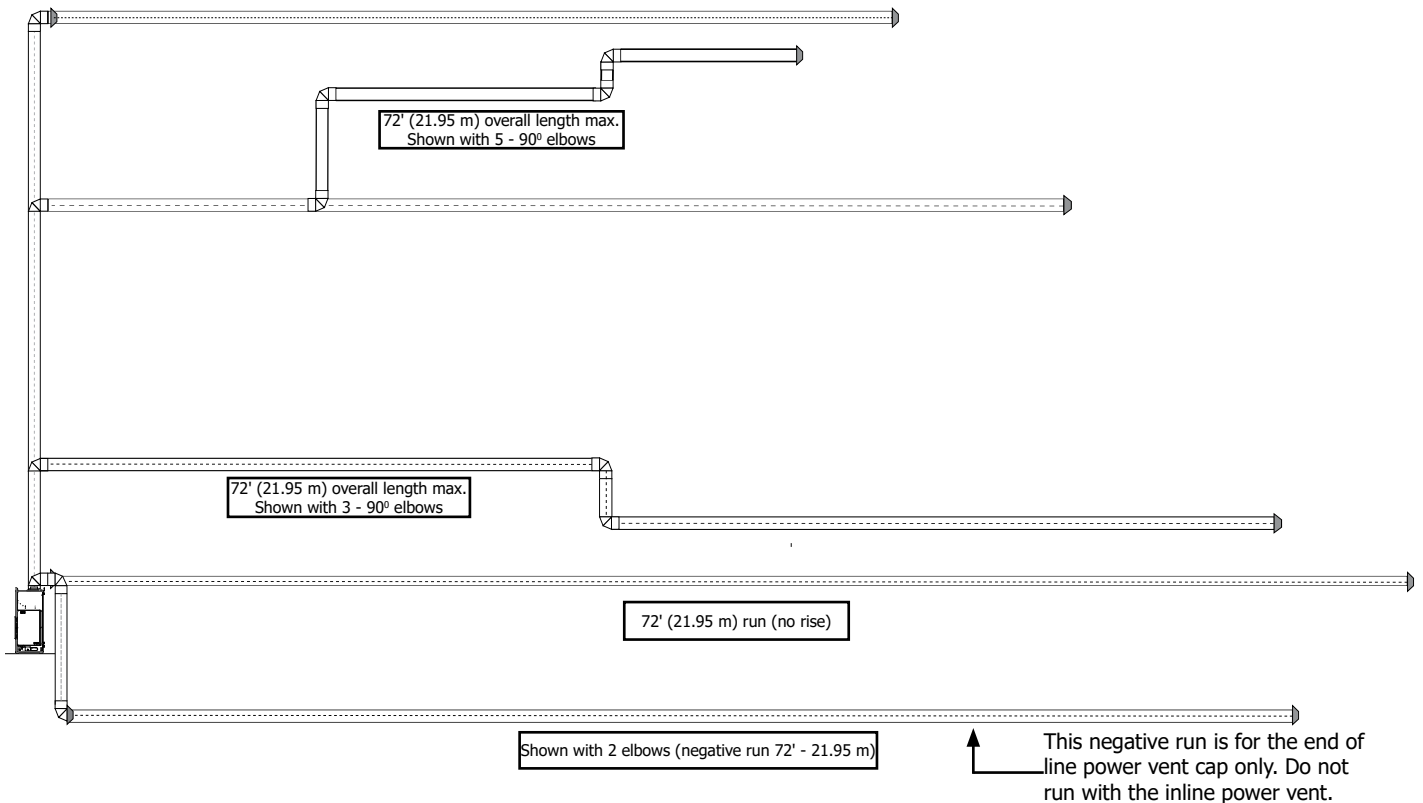 72' (21.95 m) overall length max.
Shown with 5 - 90⁰ elbows
72' (21.95 m) overall length max.
Shown with 3 - 90⁰ elbows
72' (21.95 m) run (no rise)
Shown with 2 elbows (negative run 72' - 21.95 m)
This negative run is for the end of
line power vent cap only. Do not
run with the inline power vent.